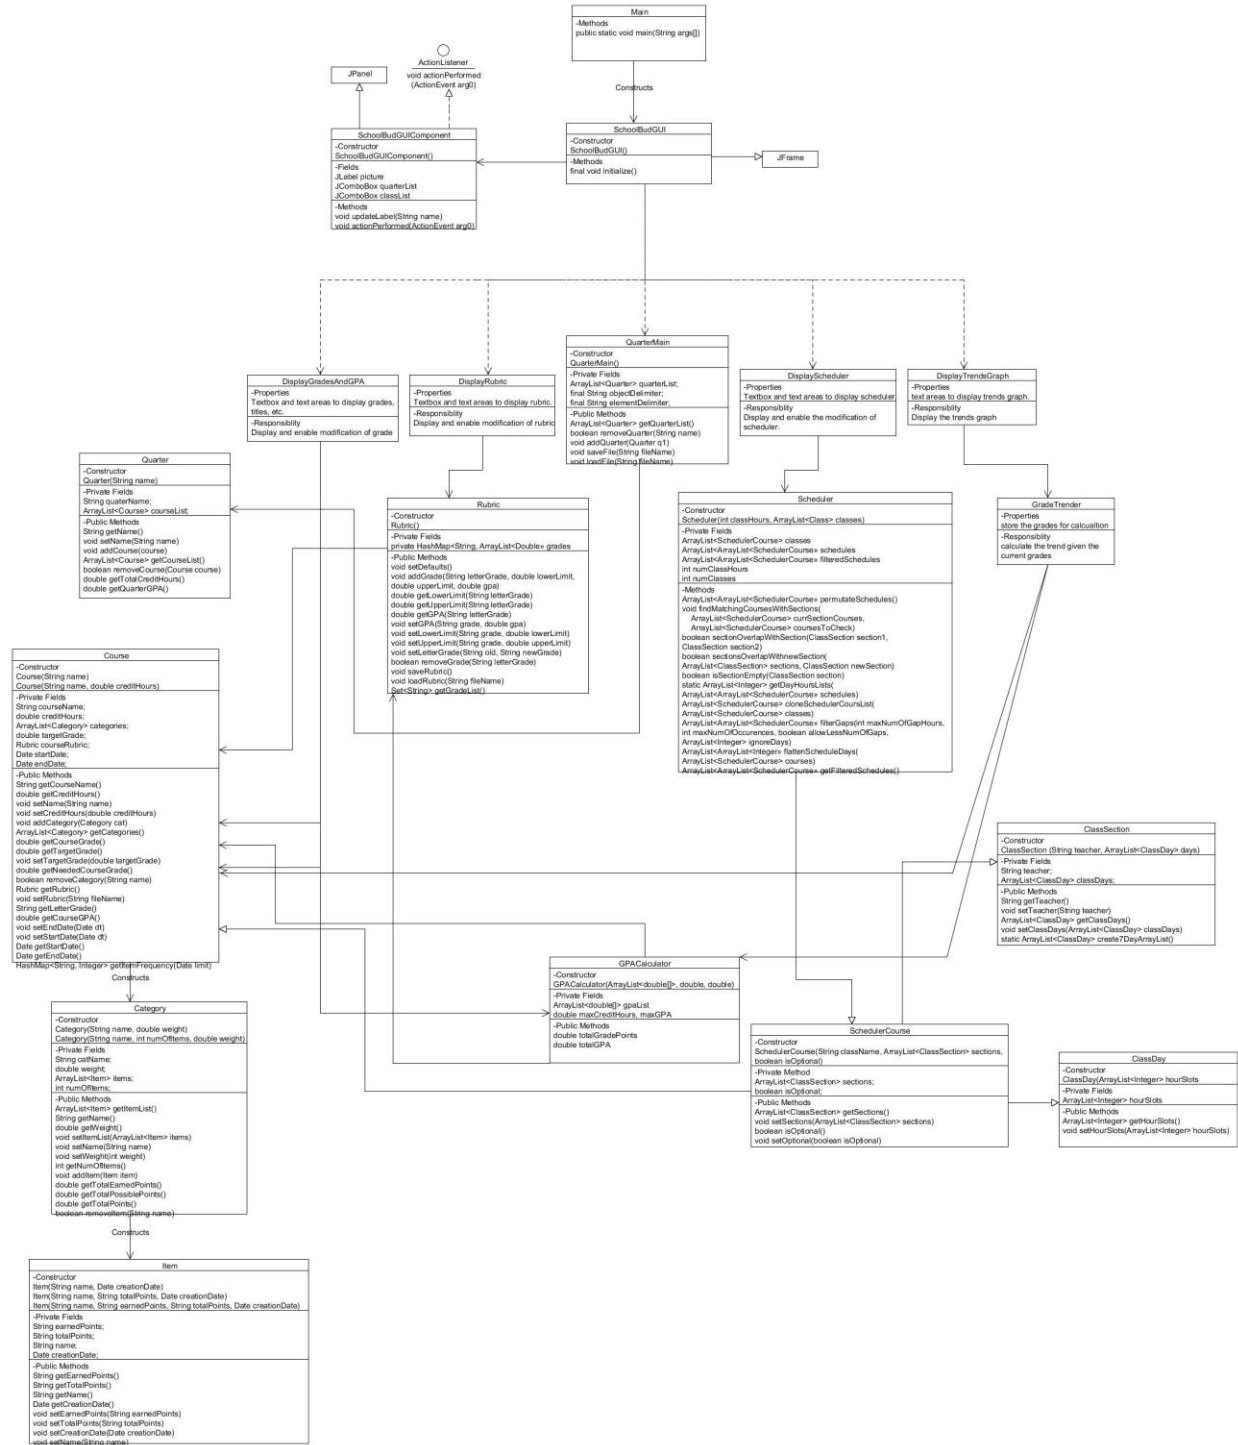 Main
-Methods
public static void main(String args[])
ActionListener
void actionPerformed
(ActionEvent arg0)
JPanel
Constructs
SchoolBudGUIComponent
-Constructor
SchoolBudGUIComponent()
-Fields
JLabel picture
JComboBox quarterList
JComboBox classList
-Methods
void updateLabel(String name)
void actionPerformed(ActionEvent arg0)
SchoolBudGUI
-Constructor
SchoolBudGUI()
-Methods
final void initialize()
JFrame
QuarterMain
-Constructor
QuarterMain()
-Private Fields
ArrayList<Quarter> quarterList;
final String objectDelimiter;
final String elementDelimiter;
-Public Methods
ArrayList<Quarter> getQuarterList()
boolean removeQuarter(String name)
void addQuarter(Quarter q1)
void saveFile(String fileName)
void loadFile(String fileName)
DisplayGradesAndGPA
-Properties
Textbox and text areas to display grades,
titles, etc.
-Responsiblity
Display and enable modification of grade
DisplayRubric
-Properties
Textbox and text areas to display rubric.
-Responsiblity
Display and enable modification of rubric
DisplayScheduler
-Properties
Textbox and text areas to display scheduler.
-Responsiblity
Display and enable the modification of
scheduler.
DisplayTrendsGraph
-Properties
text areas to display trends graph.
-Responsiblity
Display the trends graph
Quarter
-Constructor
Quarter(String name)
-Private Fields
String quaterName;
ArrayList<Course> courseList;
-Public Methods
String getName()
void setName(String name)
void addCourse(course)
ArrayList<Course> getCourseList()
boolean removeCourse(Course course)
double getTotalCreditHours()
double getQuarterGPA()
Rubric
-Constructor
Rubric()
-Private Fields
private HashMap<String, ArrayList<Double>> grades
-Public Methods
void setDefaults()
void addGrade(String letterGrade, double lowerLimit,
double upperLimit, double gpa)
double getLowerLimit(String letterGrade)
double getUpperLimit(String letterGrade)
double getGPA(String letterGrade)
void setGPA(String grade, double gpa)
void setLowerLimit(String grade, double lowerLimit)
void setUpperLimit(String grade, double upperLimit)
void setLetterGrade(String old, String newGrade)
boolean removeGrade(String letterGrade)
void saveRubric()
void loadRubric(String fileName)
Set<String> getGradeList()
Scheduler
-Constructor
Scheduler(int classHours, ArrayList<Class> classes)
-Private Fields
ArrayList<SchedulerCourse> classes
ArrayList<ArrayList<SchedulerCourse>> schedules
ArrayList<ArrayList<SchedulerCourse>> filteredSchedules
int numClassHours
int numClasses
-Methods
ArrayList<ArrayList<SchedulerCourse>> permutateSchedules()
void findMatchingCoursesWithSections(
ArrayList<SchedulerCourse> currSectionCourses,
ArrayList<SchedulerCourse> coursesToCheck)
boolean sectionOverlapWithSection(ClassSection section1,
ClassSection section2)
boolean sectionsOverlapWithnewSection(
ArrayList<ClassSection> sections, ClassSection newSection)
boolean isSectionEmpty(ClassSection section)
static ArrayList<Integer> getDayHoursLists(
ArrayList<ArrayList<SchedulerCourse>> schedules)
ArrayList<SchedulerCourse> cloneSchedulerCoursList(
ArrayList<SchedulerCourse> classes)
ArrayList<ArrayList<SchedulerCourse>> filterGaps(int maxNumOfGapHours,
int maxNumOfOccurences, boolean allowLessNumOfGaps,
ArrayList<Integer> ignoreDays)
ArrayList<ArrayList<Integer>> flattenScheduleDays(
ArrayList<SchedulerCourse> courses)
ArrayList<ArrayList<SchedulerCourse>> getFilteredSchedules()
GradeTrender
-Properties
store the grades for calcualtion
-Responsiblity
calculate the trend given the
current grades
Course
-Constructor
Course(String name)
Course(String name, double creditHours)
-Private Fields
String courseName;
double creditHours;
ArrayList<Category> categories;
double targetGrade;
Rubric courseRubric;
Date startDate;
Date endDate;
-Public Methods
String getCourseName()
double getCreditHours()
void setName(String name)
void setCreditHours(double creditHours)
void addCategory(Category cat)
ArrayList<Category> getCategories()
double getCourseGrade()
double getTargetGrade()
void setTargetGrade(double targetGrade)
double getNeededCourseGrade()
boolean removeCategory(String name)
Rubric getRubric()
void setRubric(String fileName)
String getLetterGrade()
double getCourseGPA()
void setEndDate(Date dt)
void setStartDate(Date dt)
Date getStartDate()
Date getEndDate()
HashMap<String, Integer> getItemFrequency(Date limit)
Constructs
ClassSection
-Constructor
ClassSection (String teacher, ArrayList<ClassDay> days)
-Private Fields
String teacher;
ArrayList<ClassDay> classDays;
-Public Methods
String getTeacher()
void setTeacher(String teacher)
ArrayList<ClassDay> getClassDays()
void setClassDays(ArrayList<ClassDay> classDays)
static ArrayList<ClassDay> create7DayArrayList()
GPACalculator
-Constructor
GPACalculator(ArrayList<double[]>, double, double)
-Private Fields
ArrayList<double[]> gpaList
double maxCreditHours, maxGPA
-Public Methods
double totalGradePoints
double totalGPA
Category
-Constructor
Category(String name, double weight)
Category(String name, int numOfItems, double weight)
-Private Fields
String catName;
double weight;
ArrayList<Item> items;
int numOfItems;
-Public Methods
ArrayList<Item> getItemList()
String getName()
double getWeight()
void setItemList(ArrayList<Item> items)
void setName(String name)
void setWeight(int weight)
int getNumOfItems()
void addItem(Item item)
double getTotalEarnedPoints()
double getTotalPossiblePoints()
double getTotalPoints()
boolean removeItem(String name)
Constructs
SchedulerCourse
-Constructor
SchedulerCourse(String className, ArrayList<ClassSection> sections,
boolean isOptional)
-Private Method
ArrayList<ClassSection> sections;
boolean isOptional;
-Public Methods
ArrayList<ClassSection> getSections()
void setSections(ArrayList<ClassSection> sections)
boolean isOptional()
void setOptional(boolean isOptional)
ClassDay
-Constructor
ClassDay(ArrayList<Integer> hourSlots
-Private Fields
ArrayList<Integer> hourSlots
-Public Methods
ArrayList<Integer> getHourSlots()
void setHourSlots(ArrayList<Integer> hourSlots)
Item
-Constructor
Item(String name, Date creationDate)
Item(String name, String totalPoints, Date creationDate)
Item(String name, String earnedPoints, String totalPoints, Date creationDate)
-Private Fields
String earnedPoints;
String totalPoints;
String name;
Date creationDate;
-Public Methods
String getEarnedPoints()
String getTotalPoints()
String getName()
Date getCreationDate()
void setEarnedPoints(String earnedPoints)
void setTotalPoints(String totalPoints)
void setCreationDate(Date creationDate)
void setName(String name)